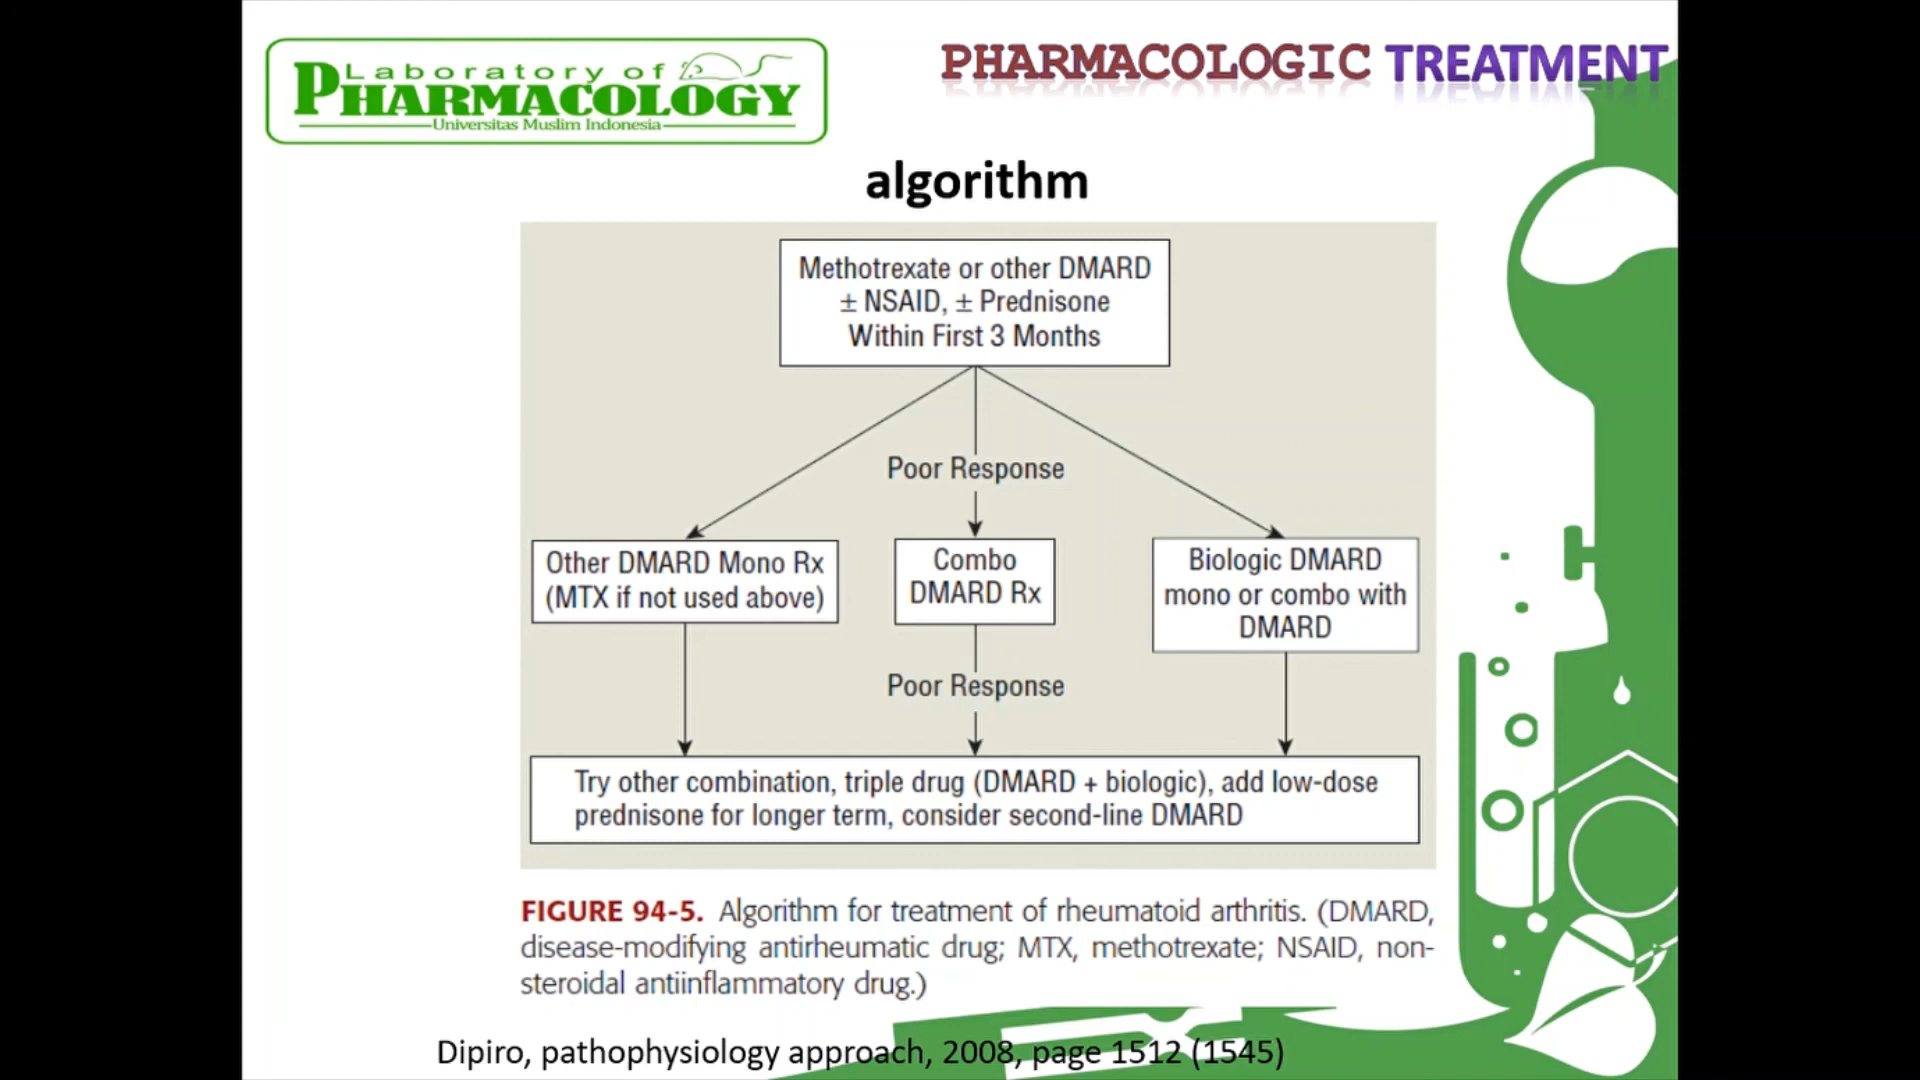 Laboratory of
PHARMACOLOGY
Universitas Muslim Indonesia
PHARMACOLOGIC TREATMENT
algorithm
Methotrexate or other DMARD
± NSAID, ± Prednisone
Within First 3 Months
Poor Response
Other DMARD Mono Rx
(MTX if not used above)
Combo
DMARD Rx
Biologic DMARD
mono or combo with
DMARD
Poor Response
Try other combination, triple drug (DMARD + biologic), add low-dose
prednisone for longer term, consider second-line DMARD
FIGURE 94-5. Algorithm for treatment of rheumatoid arthritis. (DMARD,
disease-modifying antirheumatic drug; MTX, methotrexate; NSAID, non-
steroidal antiinflammatory drug.)
Dipiro, pathophysiology approach, 2008, page 1512 (1545)